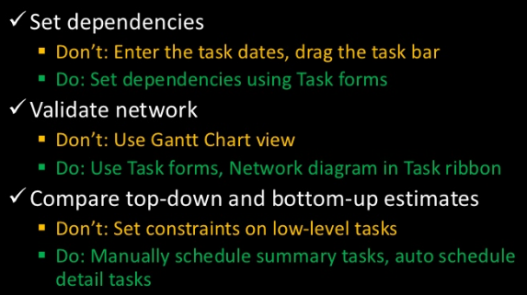 ✓ Set dependencies
▪ Don't: Enter the task dates, drag the task bar
▪ Do: Set dependencies using Task forms
✓ Validate network
▪ Don't: Use Gantt Chart view
▪ Do: Use Task forms, Network diagram in Task ribbon
✓ Compare top-down and bottom-up estimates
▪ Don't: Set constraints on low-level tasks
▪ Do: Manually schedule summary tasks, auto schedule
detail tasks